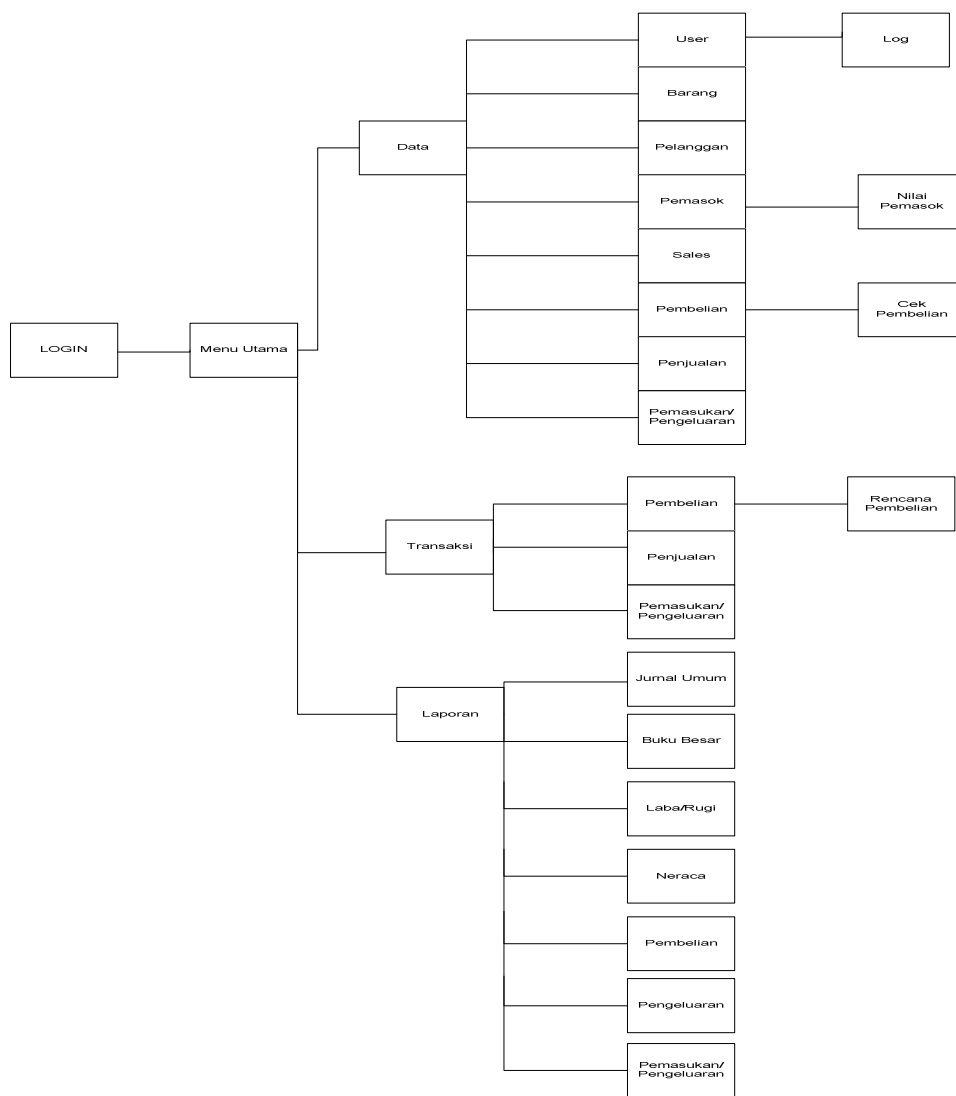 User
Log
Barang
Data
Pelanggan
Pemasok
Nilai
Pemasok
Sales
Pembelian
Cek
Pembelian
LOGIN
Menu Utama
Penjualan
Pemasukan/
Pengeluaran
Pembelian
Rencana
Pembelian
Transaksi
Penjualan
Pemasukan/
Pengeluaran
Jurnal Umum
Laporan
Buku Besar
Laba/Rugi
Neraca
Pembelian
Pengeluaran
Pemasukan/
Pengeluaran